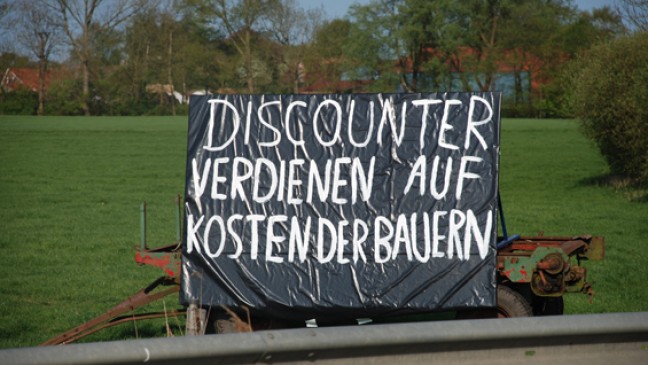 DISCOUNTER
VERDIENEN AUF
KOSTEN DER BAUERN